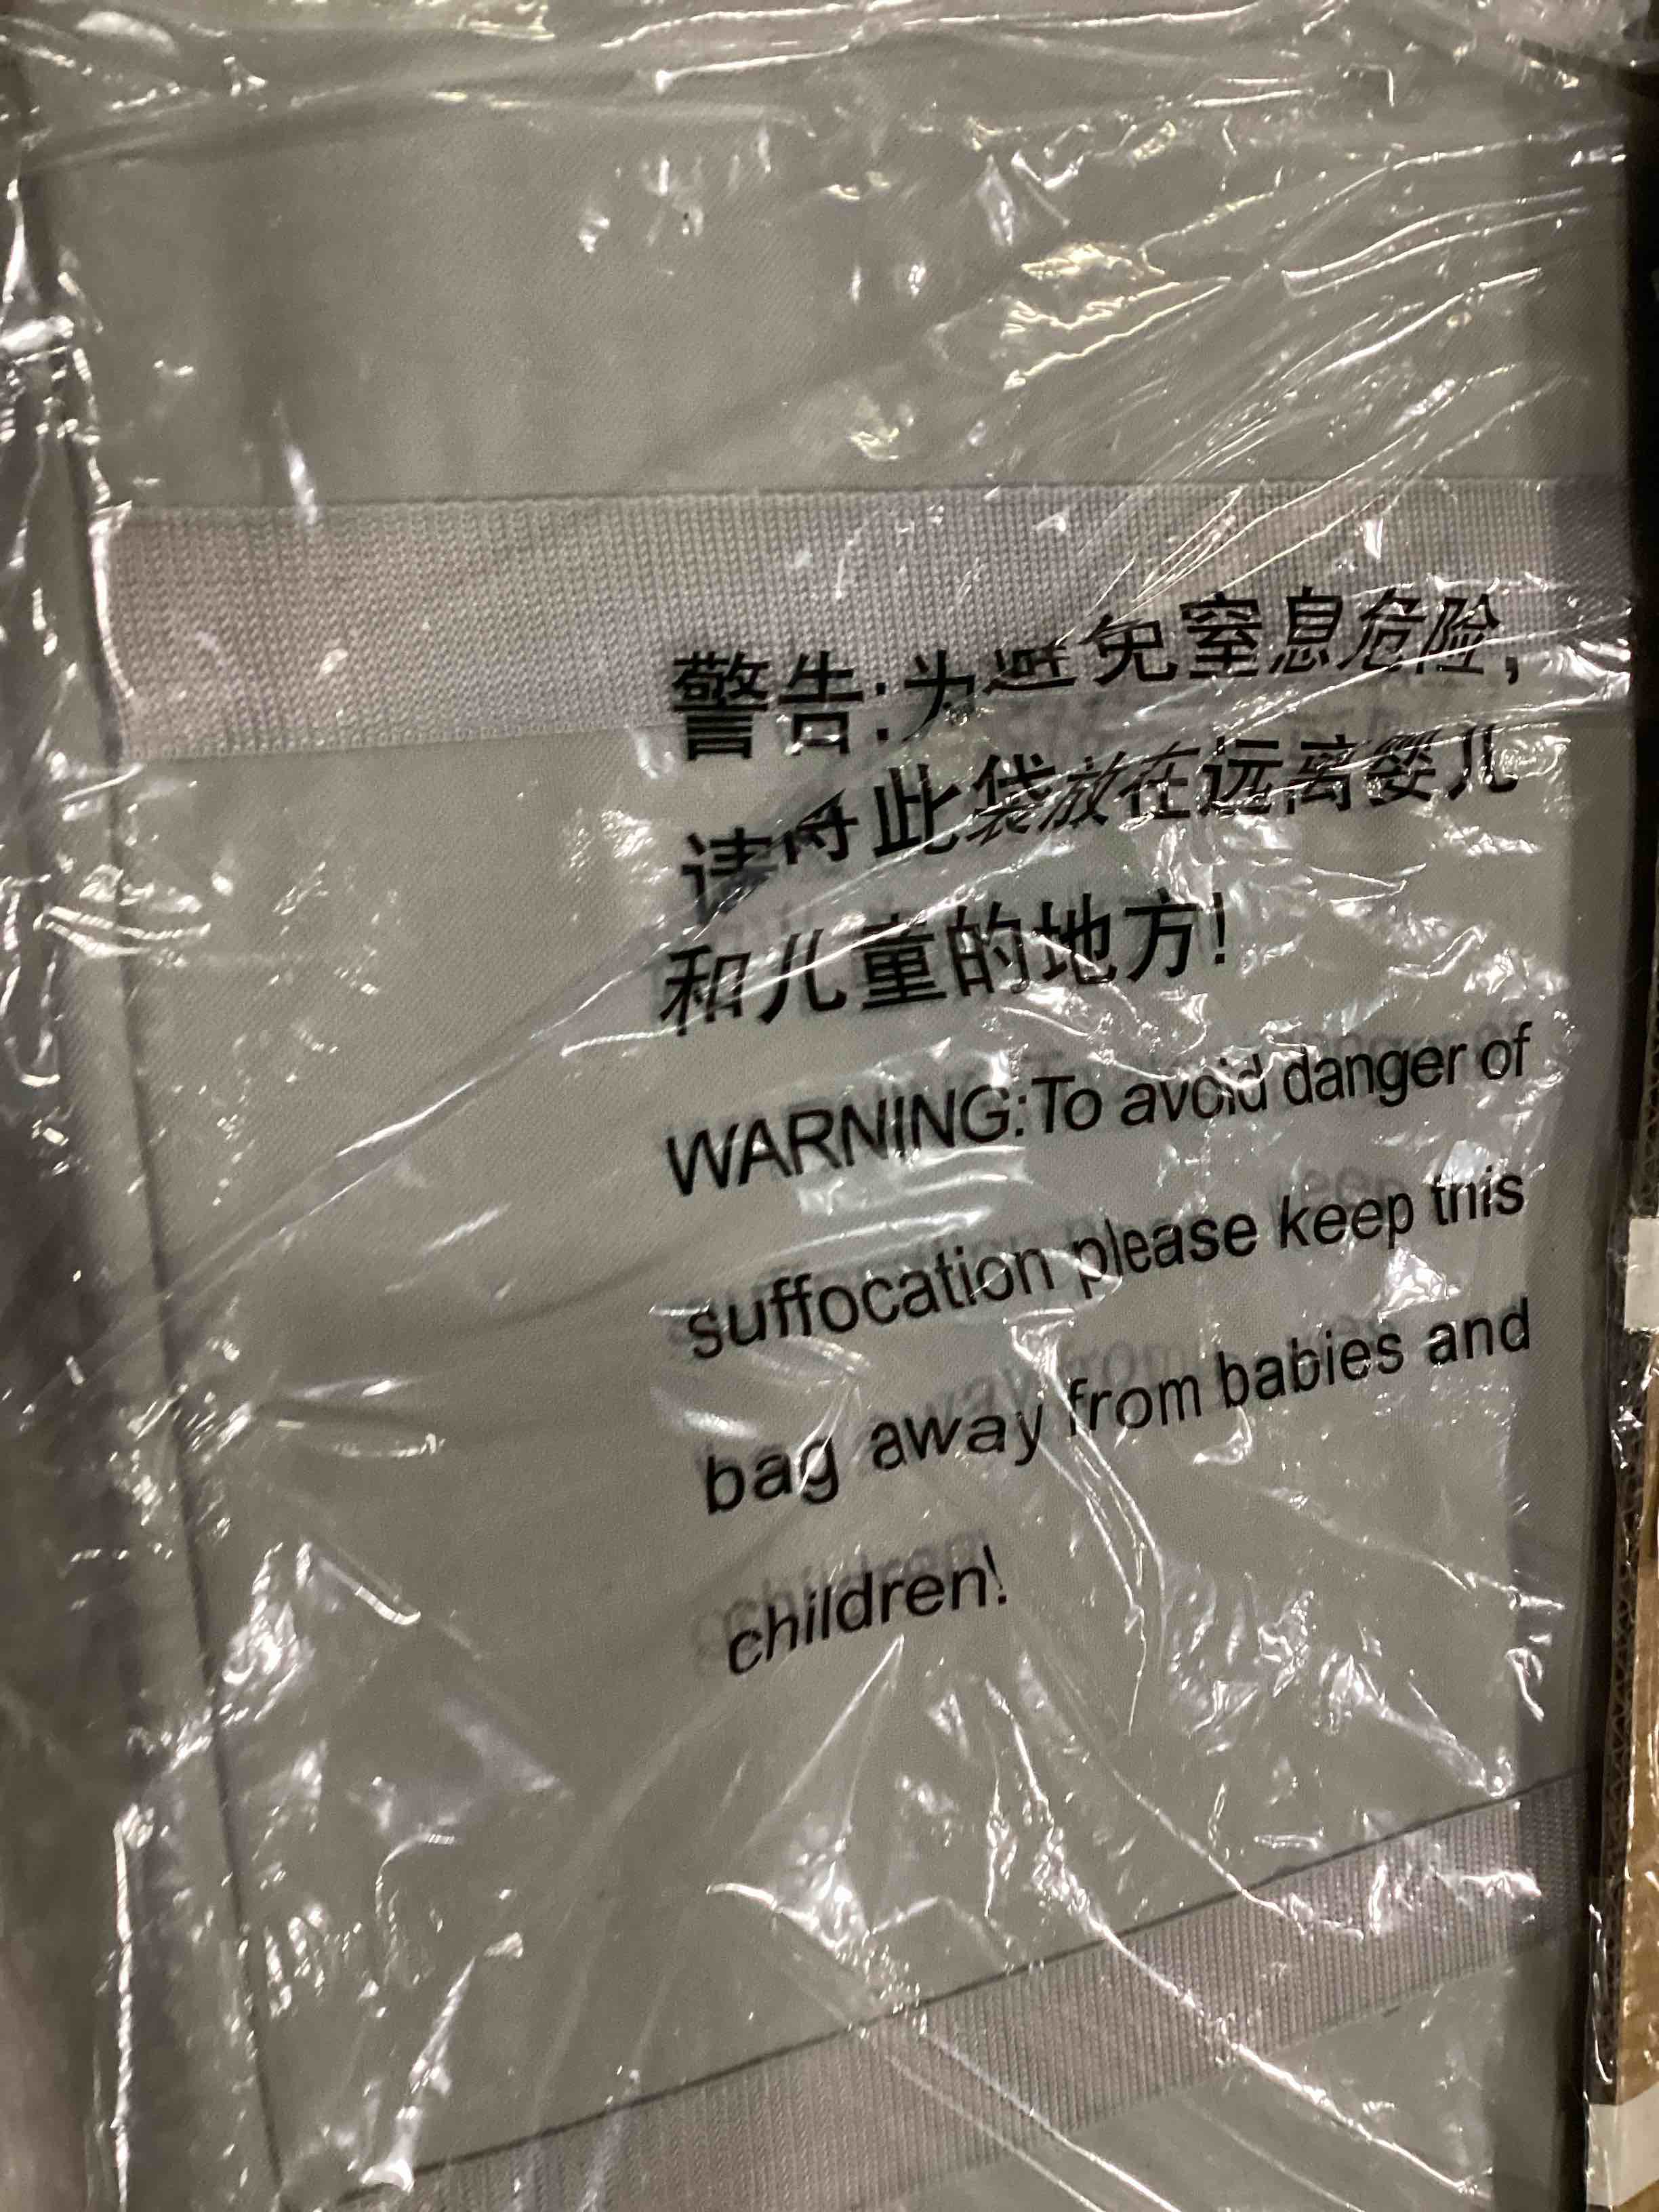 警告:为避免窒息危险,
请将此袋放在远离婴儿
和儿童的地方!
WARNING:To avoid danger of
suffocation please keep this
bag away from babies and
children!